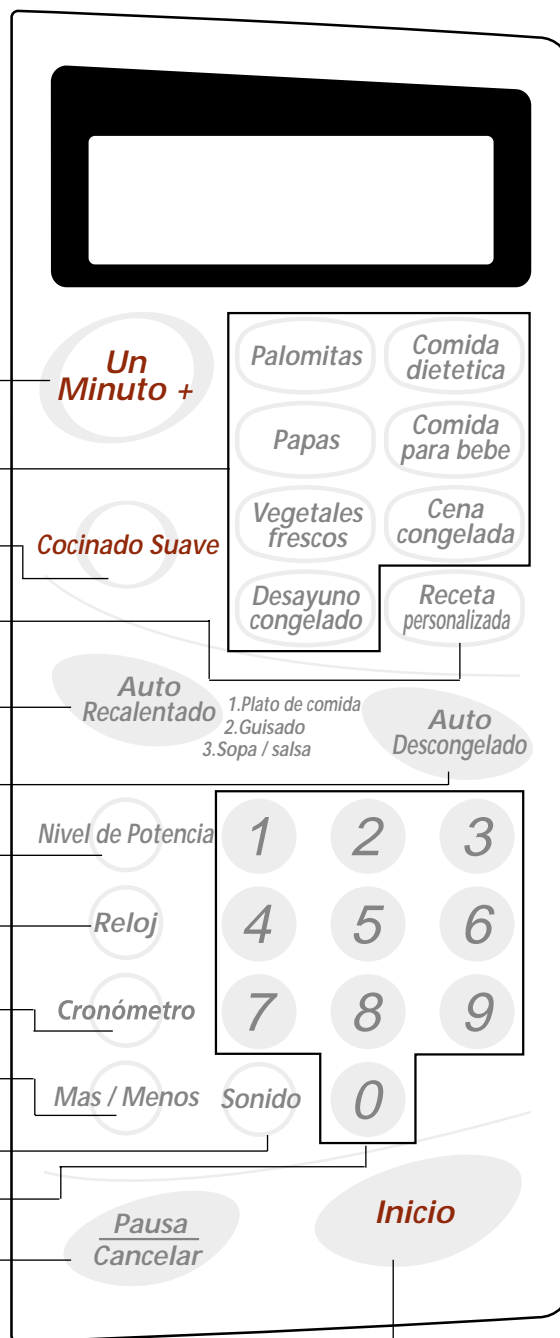 Un
Minuto +
Palomitas
Comida
dietetica
Papas
Comida
para bebe
Cocinado Suave
Vegetales
frescos
Cena
congelada
Desayuno
congelado
Receta
personalizada
Auto
Recalentado
1.Plato de comida
2.Guisado
3.Sopa / salsa
Auto
Descongelado
Nivel de Potencia
1 2 3
Reloj
4 5 6
Cronómetro
7 8 9
Mas / Menos
Sonido
0
Pausa
Cancelar
Inicio